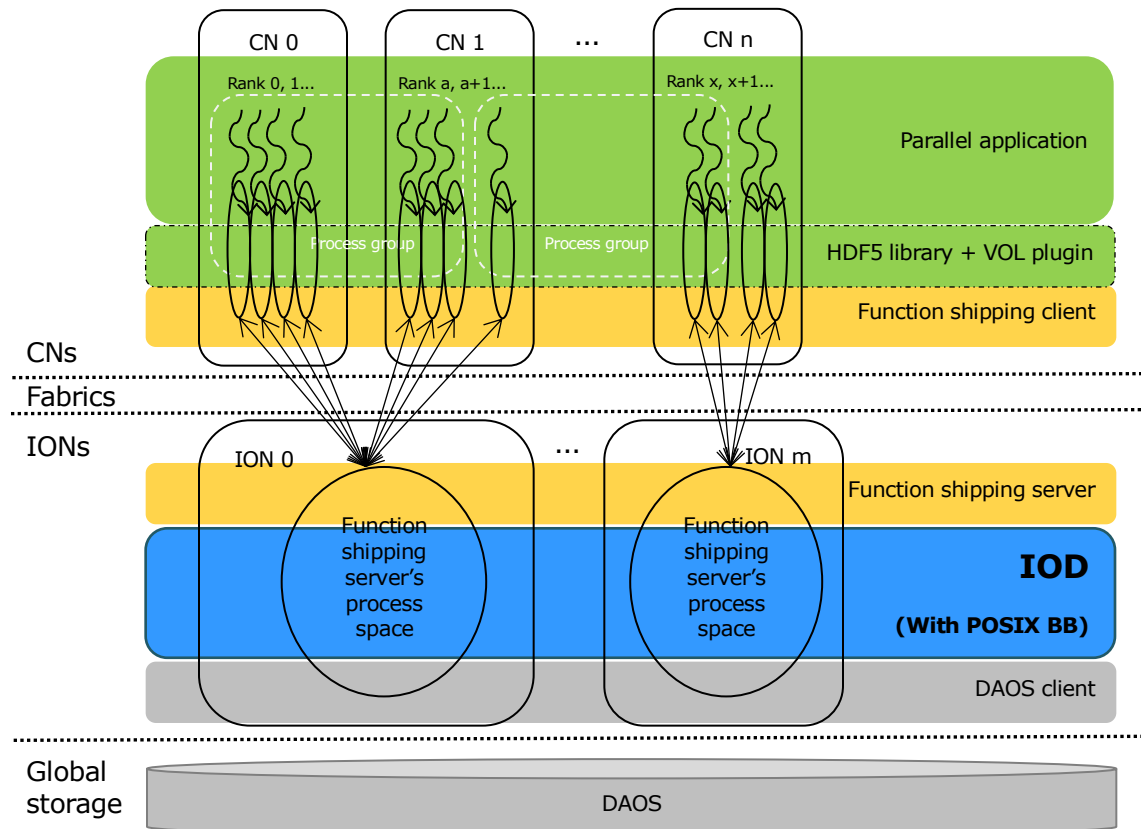 CN 0
CN 1
...
CN n
Rank 0, 1...
Rank a, a+1...
Rank x, x+1...
Parallel application
Process group
Process group
HDF5 library + VOL plugin
Function shipping client
CNs
Fabrics
IONs
ION 0
...
ION m
Function shipping server
Function
shipping
server's
process
space
Function
shipping
server's
process
space
IOD
(With POSIX BB)
DAOS client
Global
storage
DAOS